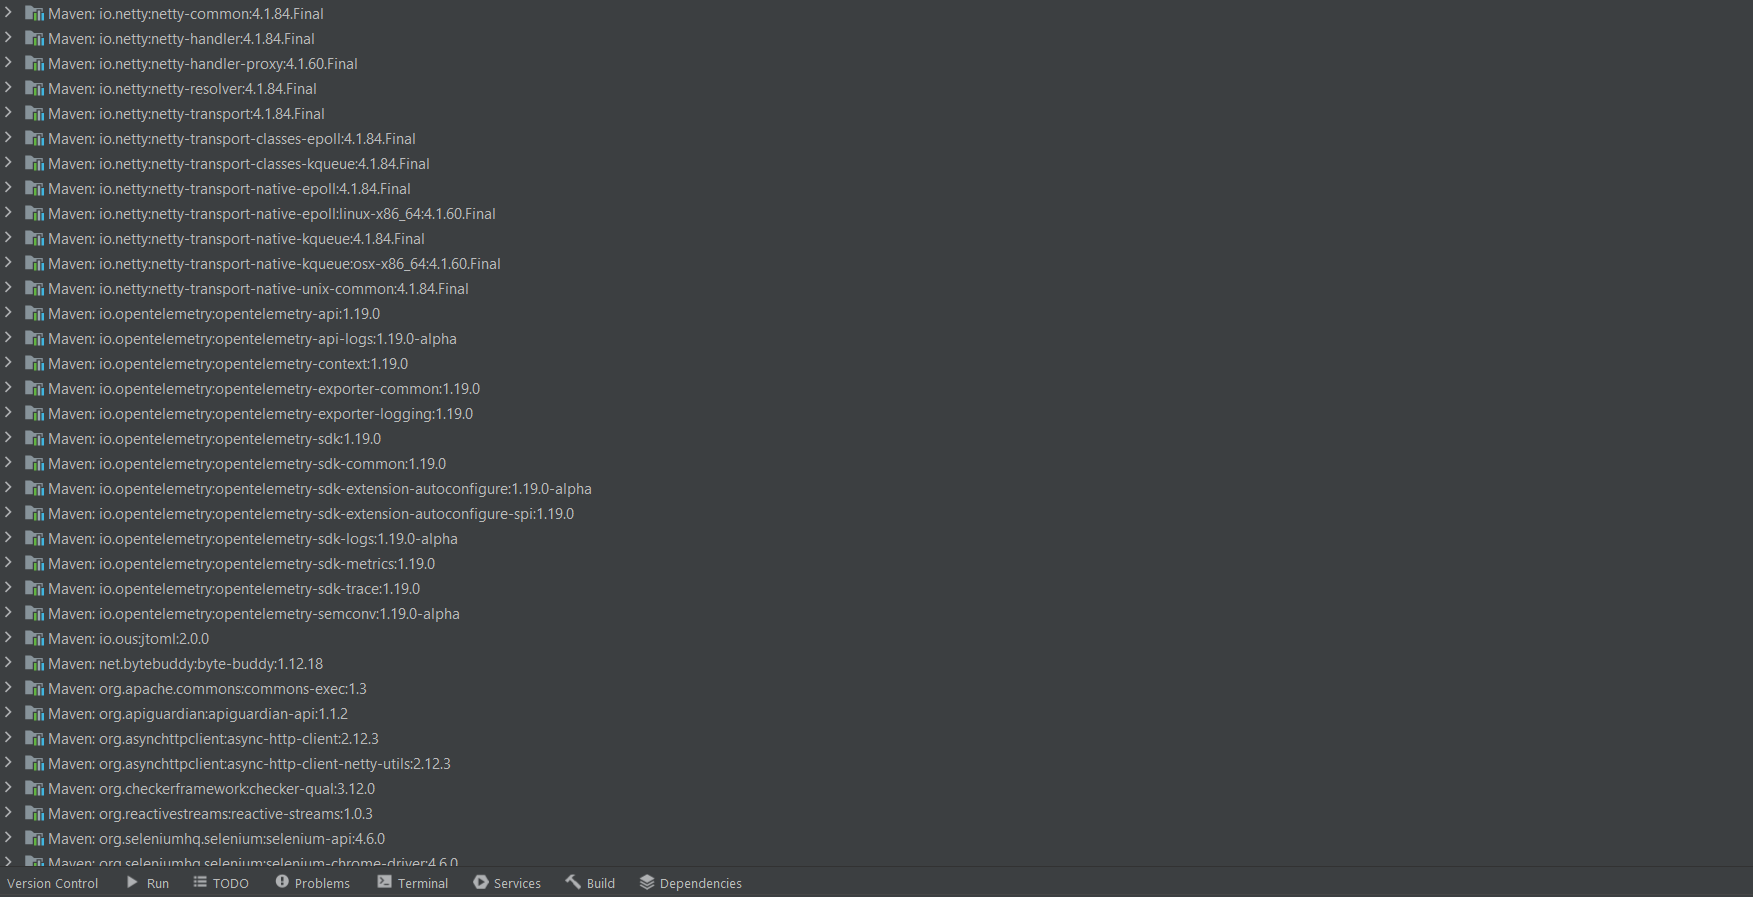 Maven: io.netty:netty-common:4.1.84.Final
Maven: io.netty:netty-handler:4.1.84.Final
Maven: io.netty:netty-handler-proxy:4.1.60.Final
Maven: io.netty:netty-resolver:4.1.84.Final
Maven: io.netty:netty-transport:4.1.84.Final
Maven: io.netty:netty-transport-classes-epoll:4.1.84.Final
Maven: io.netty:netty-transport-classes-kqueue:4.1.84.Final
Maven: io.netty:netty-transport-native-epoll:4.1.84.Final
Maven: io.netty:netty-transport-native-epoll:linux-x86_64:4.1.60.Final
Maven: io.netty:netty-transport-native-kqueue:4.1.84.Final
Maven: io.netty:netty-transport-native-kqueue:osx-x86_64:4.1.60.Final
Maven: io.netty:netty-transport-native-unix-common:4.1.84.Final
Maven: io.opentelemetry:opentelemetry-api:1.19.0
Maven: io.opentelemetry:opentelemetry-api-logs:1.19.0-alpha
Maven: io.opentelemetry:opentelemetry-context:1.19.0
Maven: io.opentelemetry:opentelemetry-exporter-common:1.19.0
Maven: io.opentelemetry:opentelemetry-exporter-logging:1.19.0
Maven: io.opentelemetry:opentelemetry-sdk:1.19.0
Maven: io.opentelemetry:opentelemetry-sdk-common:1.19.0
Maven: io.opentelemetry:opentelemetry-sdk-extension-autoconfigure:1.19.0-alpha
Maven: io.opentelemetry:opentelemetry-sdk-extension-autoconfigure-spi:1.19.0
Maven: io.opentelemetry:opentelemetry-sdk-logs:1.19.0-alpha
Maven: io.opentelemetry:opentelemetry-sdk-metrics:1.19.0
Maven: io.opentelemetry:opentelemetry-sdk-trace:1.19.0
Maven: io.opentelemetry:opentelemetry-semconv:1.19.0-alpha
Maven: io.ous:jtoml:2.0.0
Maven: net.bytebuddy:byte-buddy:1.12.18
Maven: org.apache.commons:commons-exec:1.3
Maven: org.apiguardian:apiguardian-api:1.1.2
Maven: org.asynchttpclient:async-http-client:2.12.3
Maven: org.asynchttpclient:async-http-client-netty-utils:2.12.3
Maven: org.checkerframework:checker-qual:3.12.0
Maven: org.reactivestreams:reactive-streams:1.0.3
Maven: org.seleniumhq.selenium:selenium-api:4.6.0
Maven: org.seleniumhq.selenium:selenium-chrome-driver:4.6.0
Version Control Run TODO Problems Terminal Services Build Dependencies